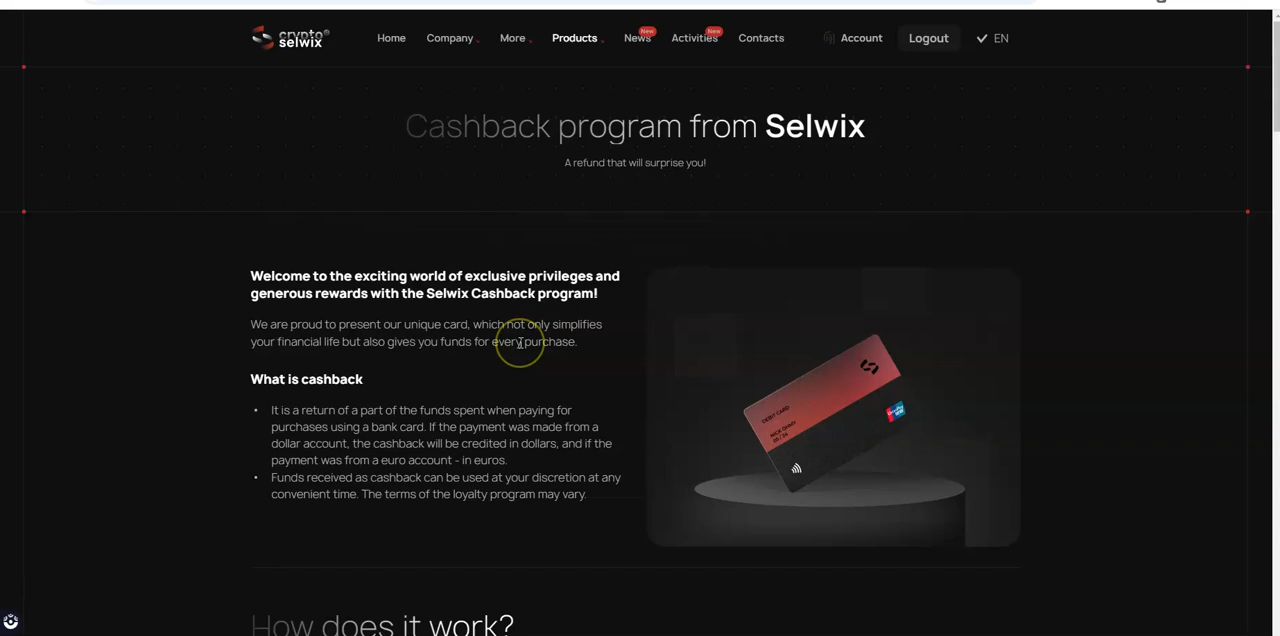 crypto®
selwix
Home Company More Products News New Activities New Contacts Account Logout EN
Cashback program from Selwix
A refund that will surprise you!
Welcome to the exciting world of exclusive privileges and
generous rewards with the Selwix Cashback program!
We are proud to present our unique card, which not only simplifies
your financial life but also gives you funds for every purchase.
What is cashback
• It is a return of a part of the funds spent when paying for
purchases using a bank card. If the payment was made from a
dollar account, the cashback will be credited in dollars, and if the
payment was from a euro account - in euros.
• Funds received as cashback can be used at your discretion at any
convenient time. The terms of the loyalty program may vary.
DEBIT CARD
How does it work?